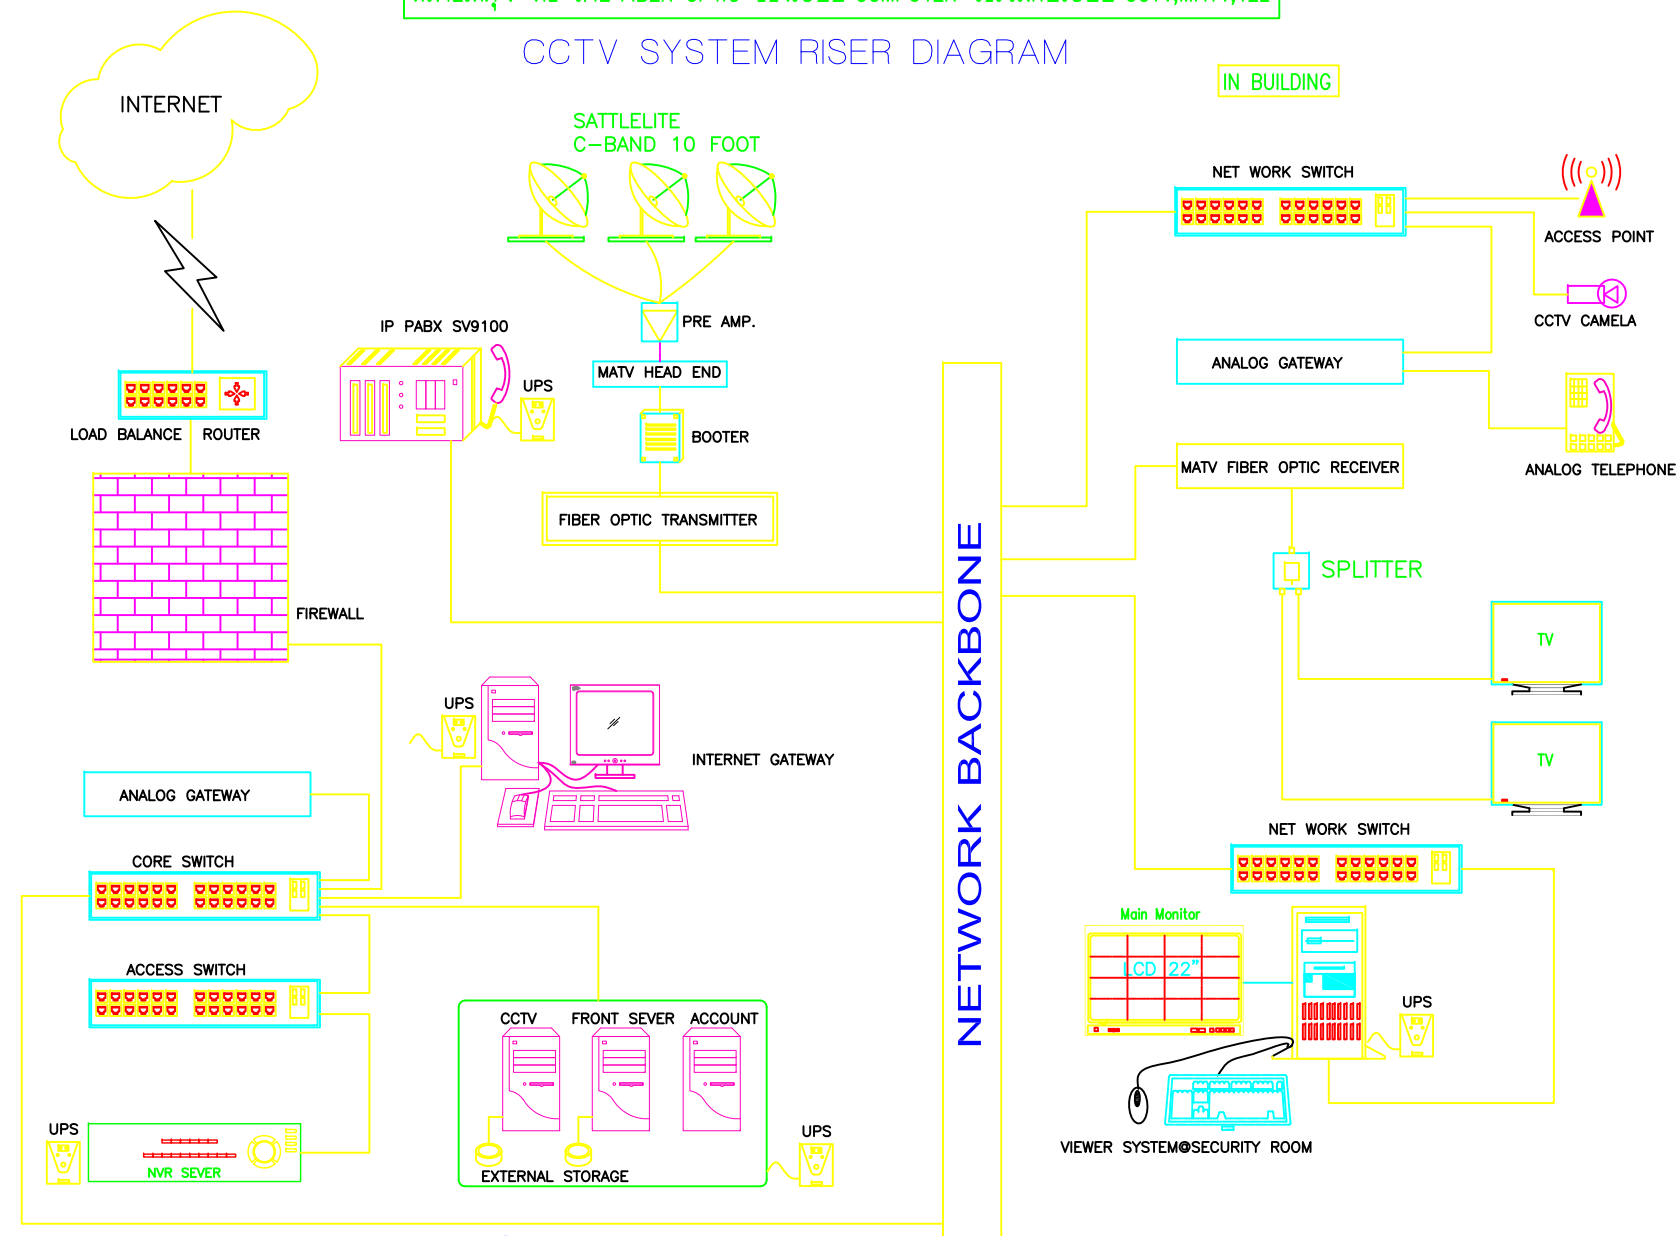 CCTV SYSTEM RISER DIAGRAM
INTERNET
IN BUILDING
SATTLELITE
C-BAND 10 FOOT
NET WORK SWITCH
ACCESS POINT
IP PABX SV9100
PRE AMP.
CCTV CAMELA
MATV HEAD END
ANALOG GATEWAY
UPS
LOAD BALANCE ROUTER
BOOTER
MATV FIBER OPTIC RECEIVER
ANALOG TELEPHONE
FIBER OPTIC TRANSMITTER
SPLITTER
FIREWALL
TV
NETWORK BACKBONE
UPS
INTERNET GATEWAY
TV
ANALOG GATEWAY
NET WORK SWITCH
CORE SWITCH
Main Monitor
LCD 22"
ACCESS SWITCH
UPS
CCTV FRONT SEVER ACCOUNT
UPS
NVR SEVER
UPS
EXTERNAL STORAGE
VIEWER SYSTEM@SECURITY ROOM